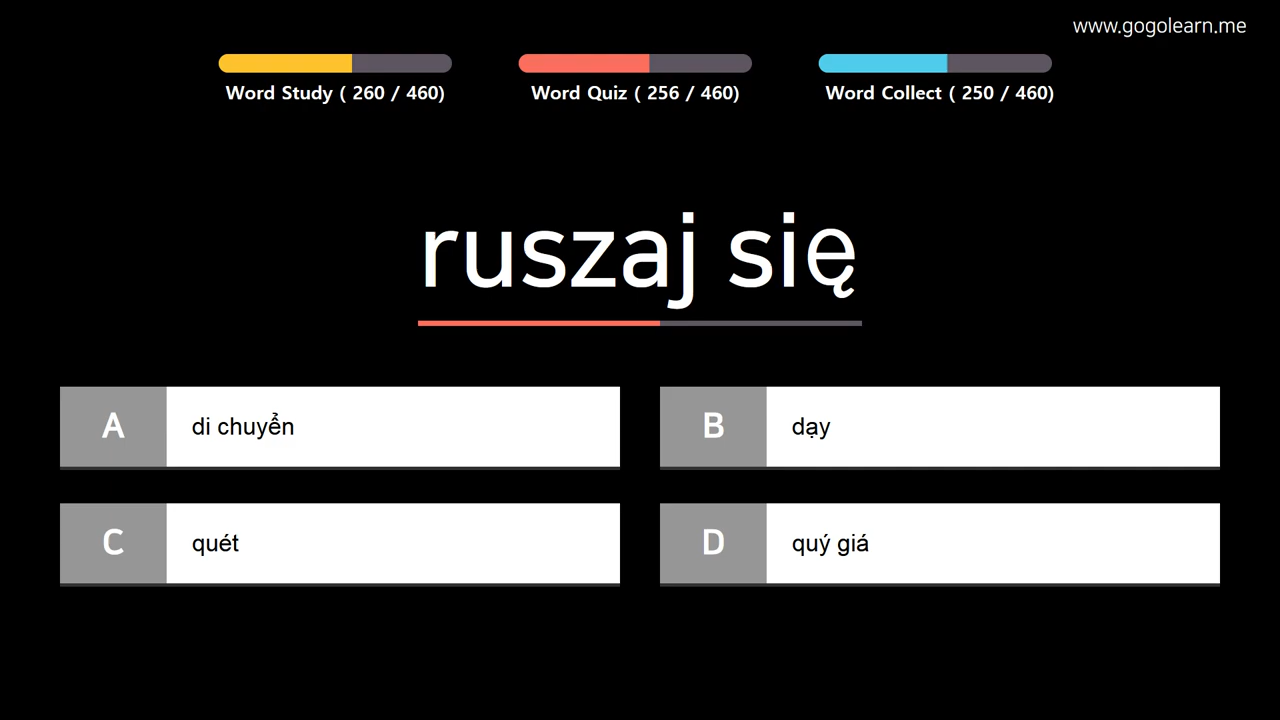 www.gogolearn.me
Word Study ( 260 / 460)
Word Quiz ( 256 / 460)
Word Collect ( 250 / 460)
ruszaj się
A di chuyển
B dạy
C quét
D quý giá